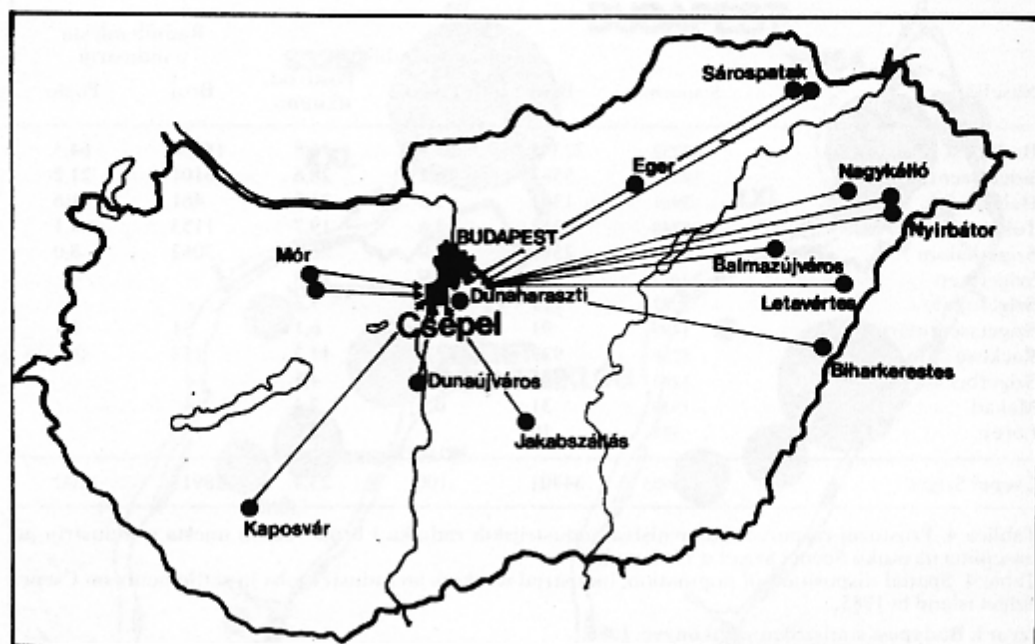 Sárospatak
Eger
Nagykálló
Nyírbátor
BUDAPEST
Mór
Balmazújváros
Dunaharaszti
Letavértes
Csepel
Biharkerestes
Dunaújváros
Jakabszállás
Kaposvár